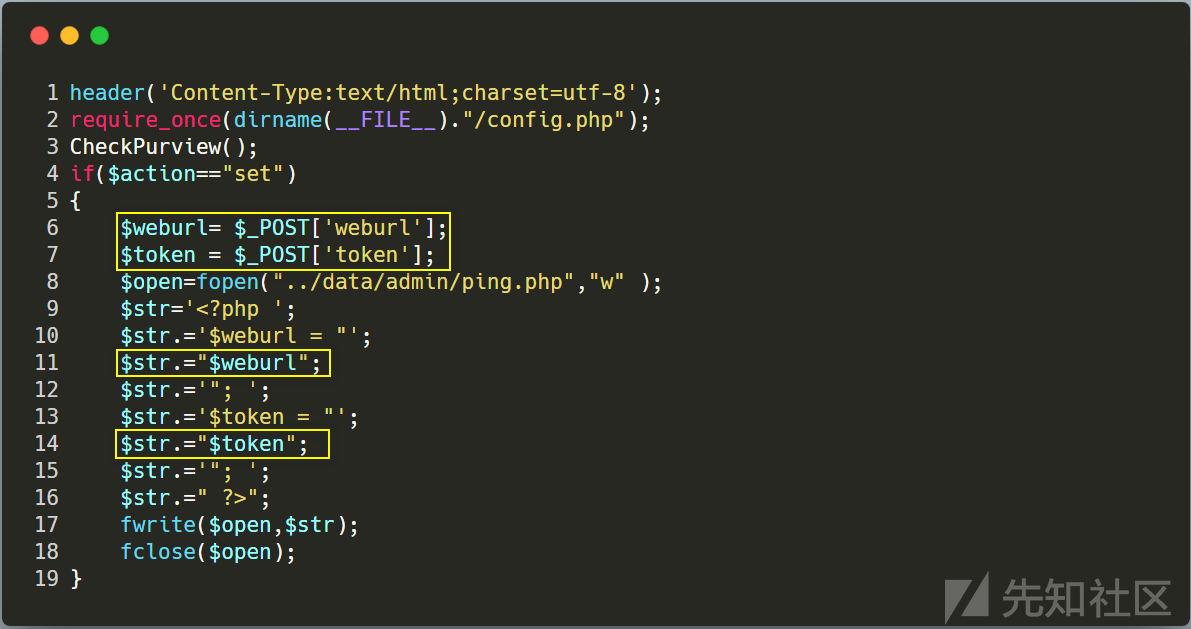 1 header('Content-Type:text/html;charset=utf-8');
2 require_once(dirname(__FILE__)."/config.php");
3 CheckPurview();
4 if($action=="set")
5 {
6     $weburl= $_POST['weburl'];
7     $token = $_POST['token'];
8     $open=fopen("../data/admin/ping.php","w" );
9     $str='<?php ';
10     $str.='$weburl = "';
11     $str.="$weburl";
12     $str.='"; ';
13     $str.='$token = "';
14     $str.="$token";
15     $str.='"; ';
16     $str.=" ?>";
17     fwrite($open,$str);
18     fclose($open);
19 }
先知社区